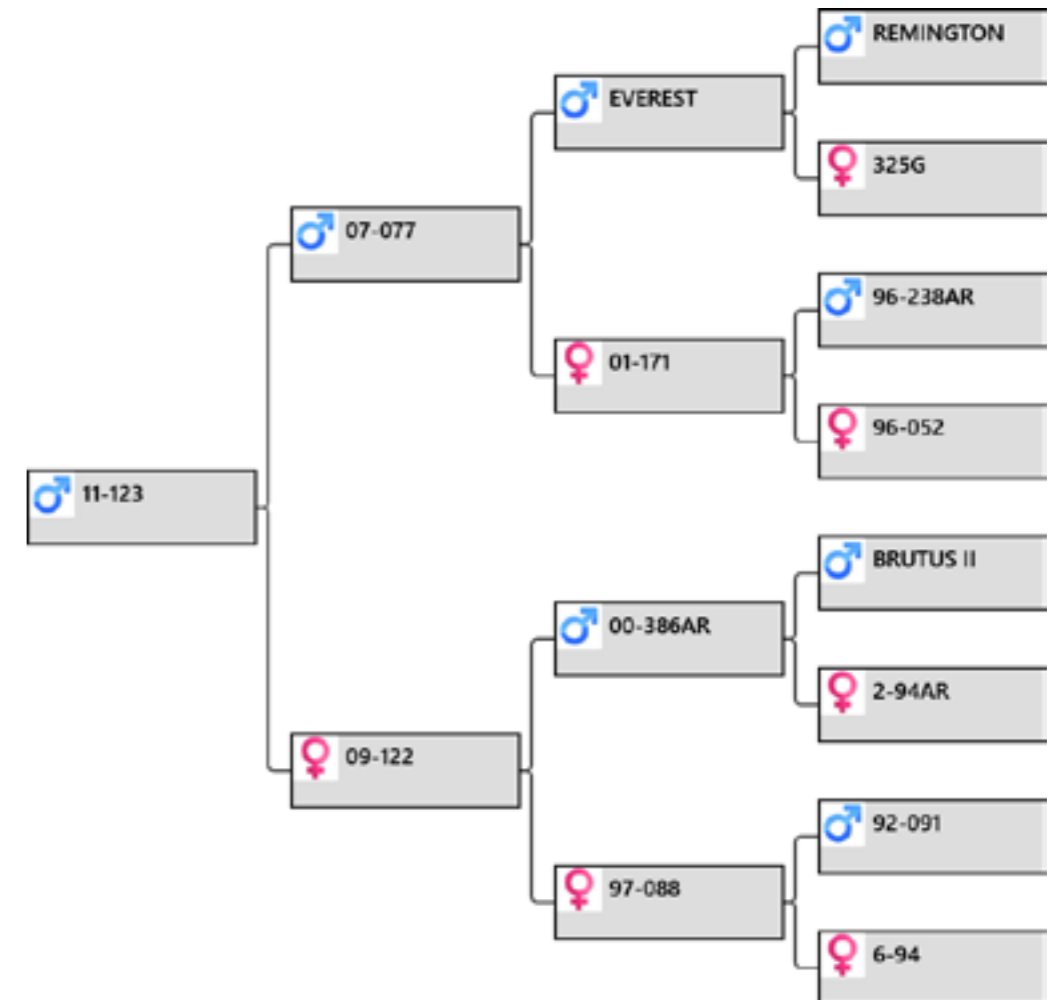 REMINGTON
EVEREST
325G
07-077
96-238AR
01-171
96-052
11-123
BRUTUS II
00-386AR
2-94AR
09-122
92-091
97-088
6-94